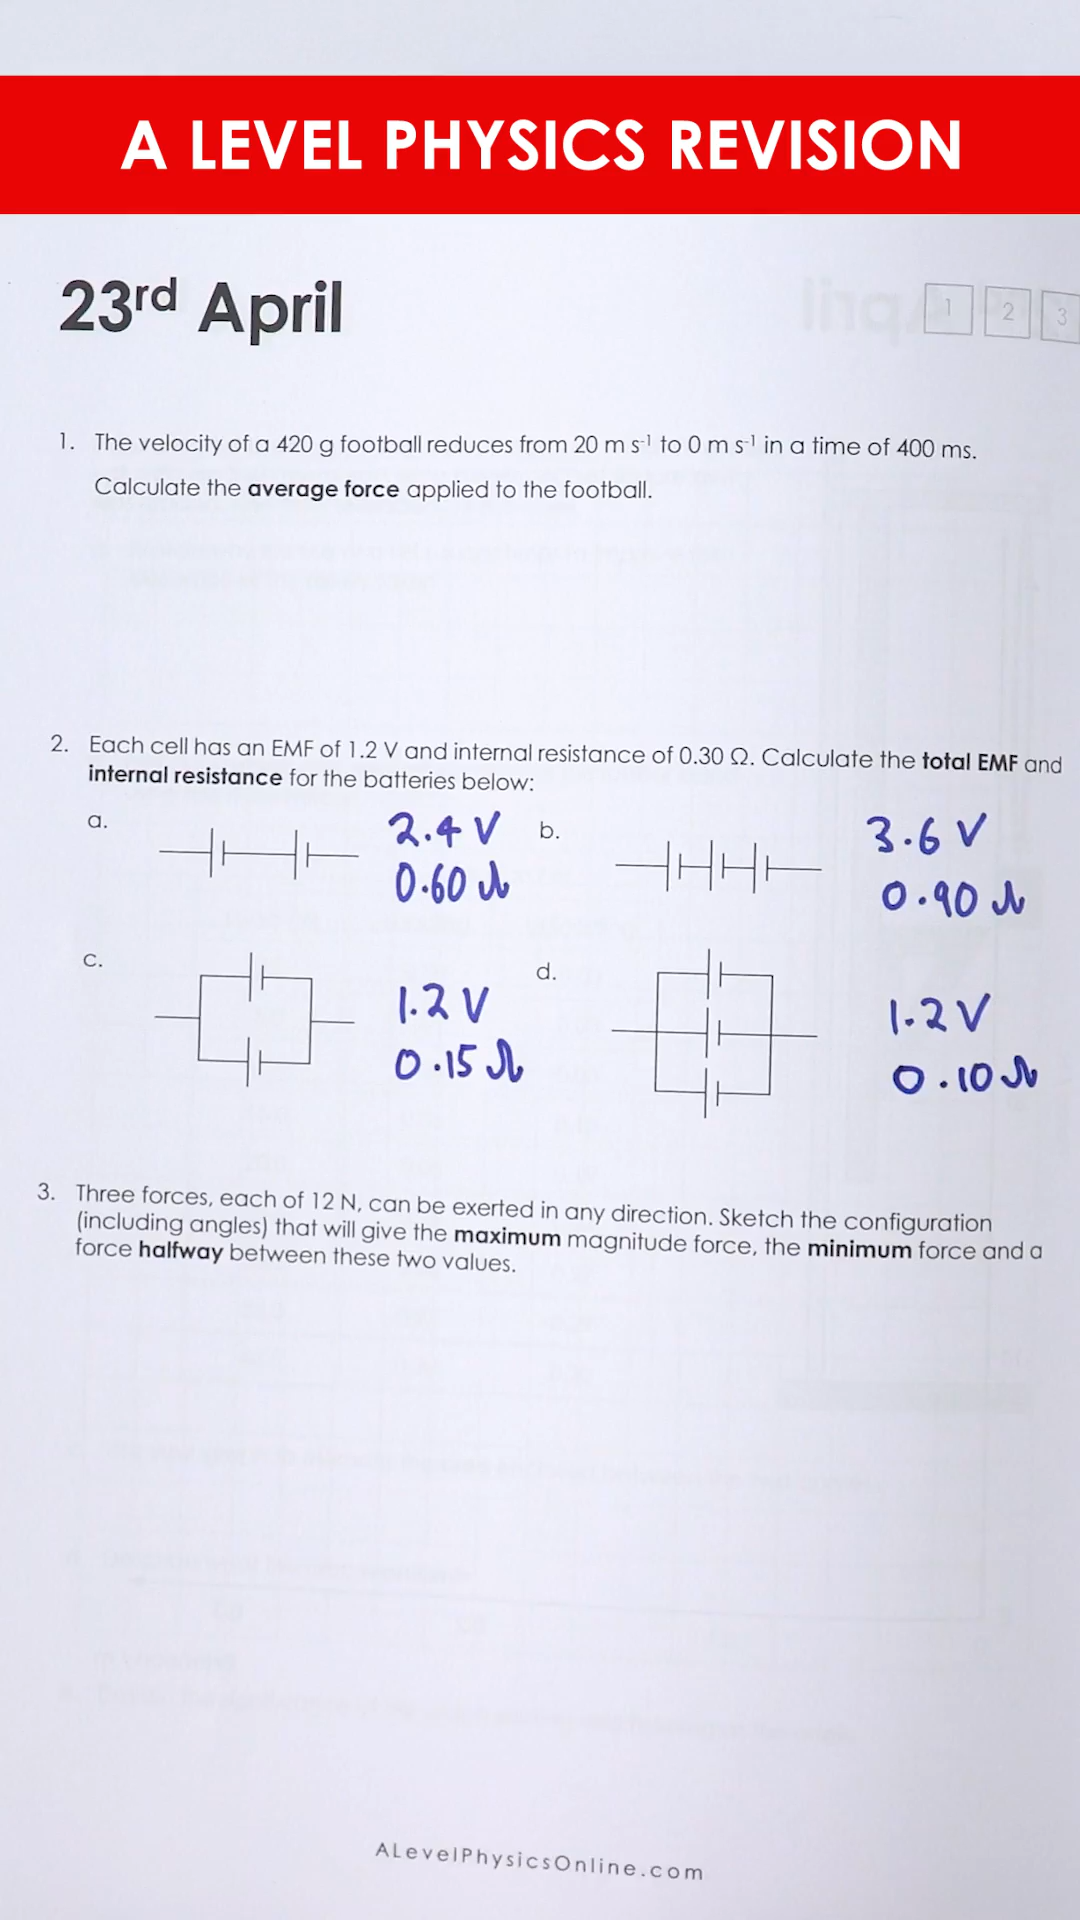 A LEVEL PHYSICS REVISION
23rd April
1 2 3
1. The velocity of a 420 g football reduces from 20 m s⁻¹ to 0 m s⁻¹ in a time of 400 ms.
Calculate the average force applied to the football.
2. Each cell has an EMF of 1.2 V and internal resistance of 0.30 Ω. Calculate the total EMF and
internal resistance for the batteries below:
a. 2.4 V b. 3.6 V
0.60 Ω 0.90 Ω
c. 1.2 V d. 1.2 V
0.15 Ω 0.10 Ω
3. Three forces, each of 12 N, can be exerted in any direction. Sketch the configuration
(including angles) that will give the maximum magnitude force, the minimum force and a
force halfway between these two values.
ALevelPhysicsOnline.com